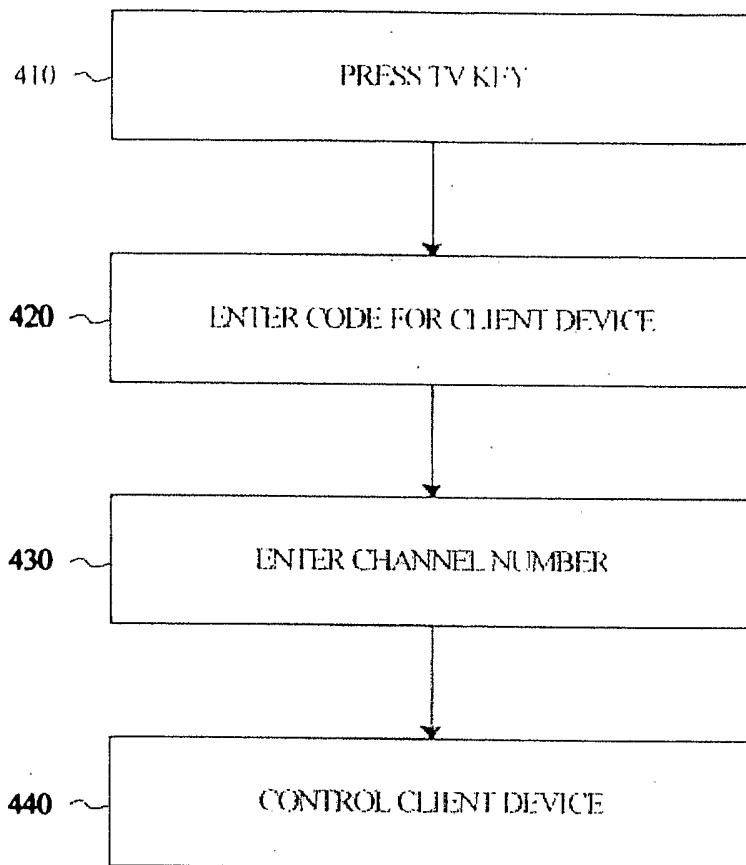 410 PRESS TV KEY
420 ENTER CODE FOR CLIENT DEVICE
430 ENTER CHANNEL NUMBER
440 CONTROL CLIENT DEVICE